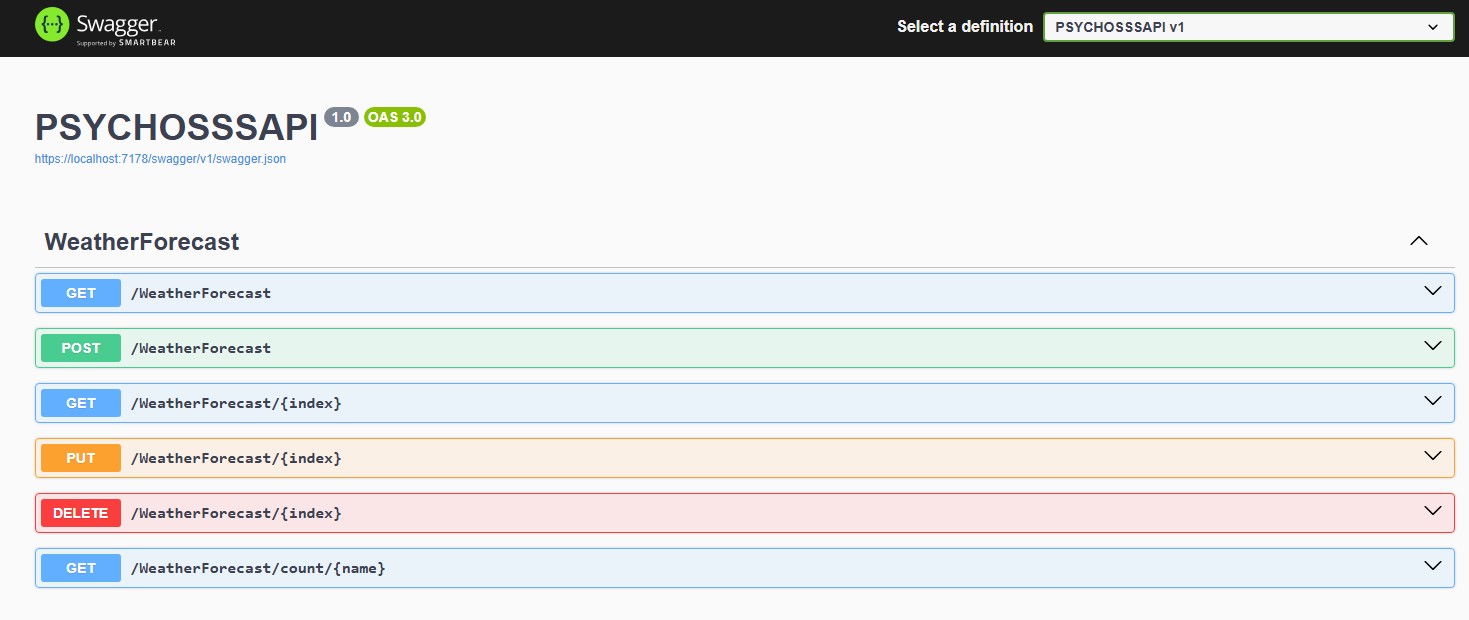 Swagger
Supported by SMARTBEAR
Select a definition
PSYCHOSSSAPI v1
PSYCHOSSSAPI 1.0 OAS 3.0
https://localhost:7178/swagger/v1/swagger.json
WeatherForecast
GET /WeatherForecast
POST /WeatherForecast
GET /WeatherForecast/{index}
PUT /WeatherForecast/{index}
DELETE /WeatherForecast/{index}
GET /WeatherForecast/count/{name}